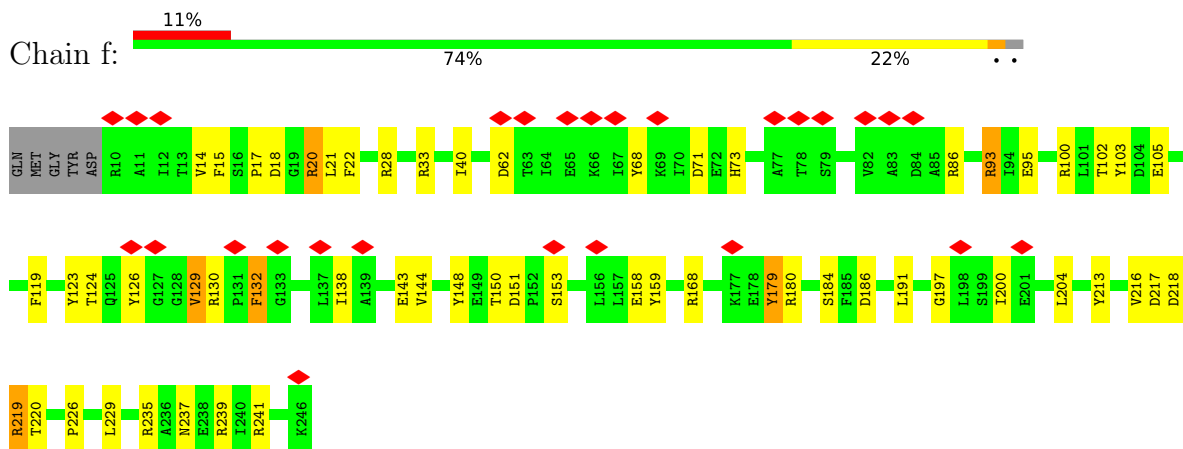 11%
Chain f:
74% 22% • •
GLN MET GLY TYR ASP R10 A11 I12 T13 V14 F15 S16 P17 D18 G19 R20 L21 F22 R28 R33 I40 D62 T63 I64 E65 K66 I67 Y68 K69 I70 D71 E72 H73 A77 T78 S79 V82 A83 D84 A85 R86 R93 I94 E95 R100 L101 T102 Y103 D104 E105
F119 Y123 T124 Q125 Y126 G127 G128 V129 R130 P131 F132 G133 L137 I138 A139 E143 V144 Y148 E149 T150 D151 P152 S153 L156 L157 E158 Y159 R168 K177 E178 Y179 R180 S184 F185 D186 L191 G197 L198 S199 I200 E201 L204 Y213 V216 D217 D218
R219 T220 P226 L229 R235 A236 N237 E238 R239 I240 R241 K246